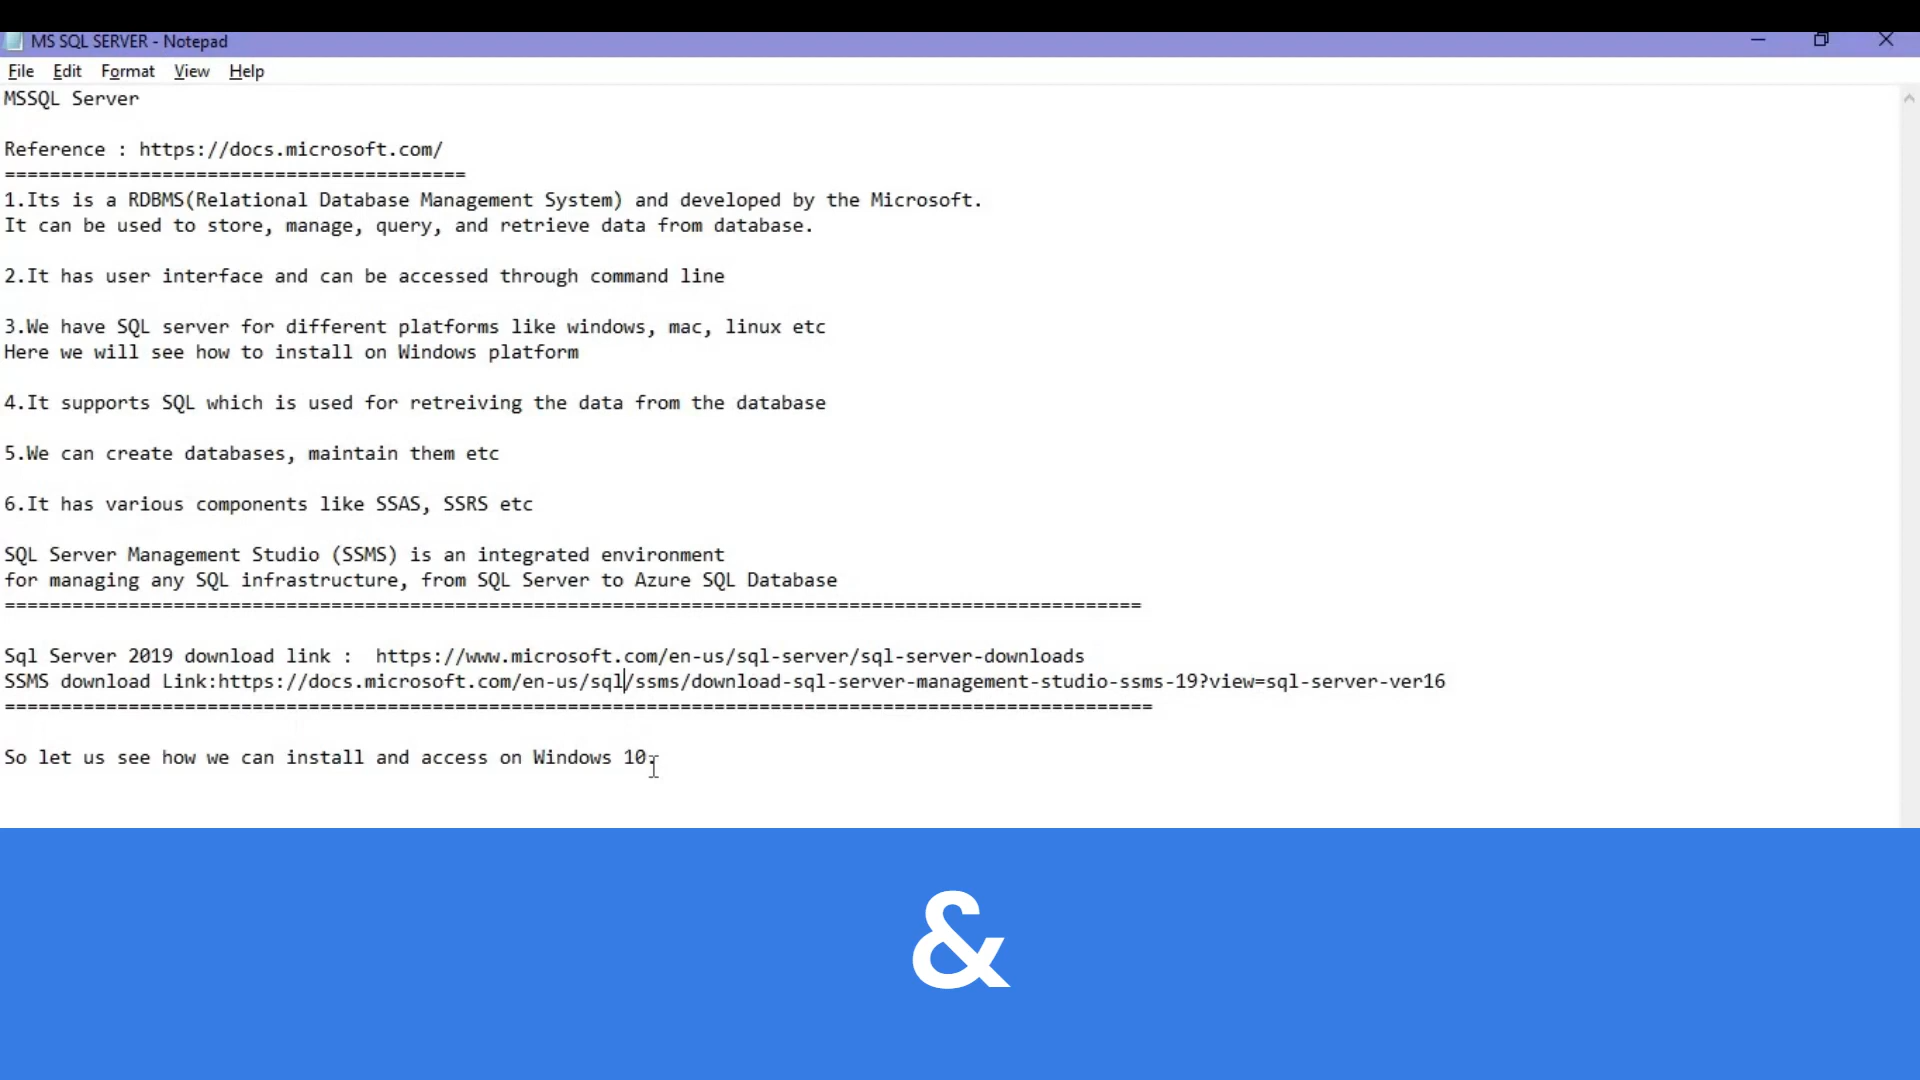 MS SQL SERVER - Notepad
File Edit Format View Help
MSSQL Server
Reference : https://docs.microsoft.com/
=========================================
1.Its is a RDBMS(Relational Database Management System) and developed by the Microsoft.
It can be used to store, manage, query, and retrieve data from database.
2.It has user interface and can be accessed through command line
3.We have SQL server for different platforms like windows, mac, linux etc
Here we will see how to install on Windows platform
4.It supports SQL which is used for retreiving the data from the database
5.We can create databases, maintain them etc
6.It has various components like SSAS, SSRS etc
SQL Server Management Studio (SSMS) is an integrated environment
for managing any SQL infrastructure, from SQL Server to Azure SQL Database
=====================================================================================================
Sql Server 2019 download link :  https://www.microsoft.com/en-us/sql-server/sql-server-downloads
SSMS download Link:https://docs.microsoft.com/en-us/sql/ssms/download-sql-server-management-studio-ssms-19?view=sql-server-ver16
======================================================================================================
So let us see how we can install and access on Windows 10.
&